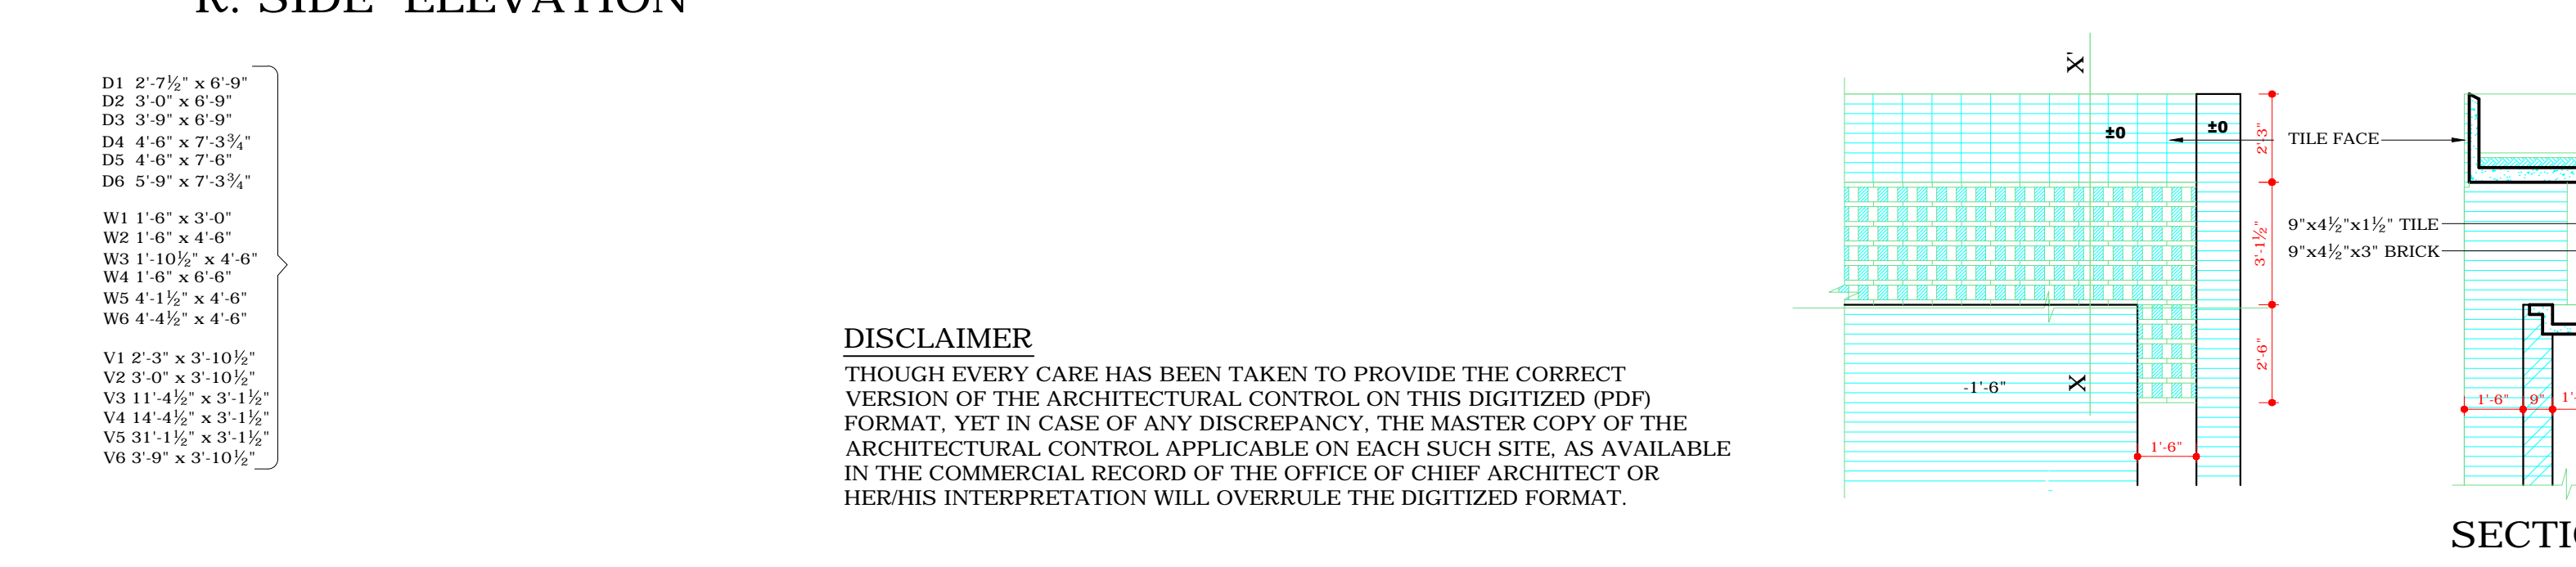 R. SIDE ELEVATION
D1 2'-7½" x 6'-9"
D2 3'-0" x 6'-9"
D3 3'-9" x 6'-9"
D4 4'-6" x 7'-3¾"
D5 4'-6" x 7'-6"
D6 5'-9" x 7'-3¾"
W1 1'-6" x 3'-0"
W2 1'-6" x 4'-6"
W3 1'-10½" x 4'-6"
W4 1'-6" x 6'-6"
W5 4'-1½" x 4'-6"
W6 4'-4½" x 4'-6"
V1 2'-3" x 3'-10½"
V2 3'-0" x 3'-10½"
V3 11'-4½" x 3'-1½"
V4 14'-4½" x 3'-1½"
V5 31'-1½" x 3'-1½"
V6 3'-9" x 3'-10½"
DISCLAIMER
THOUGH EVERY CARE HAS BEEN TAKEN TO PROVIDE THE CORRECT
VERSION OF THE ARCHITECTURAL CONTROL ON THIS DIGITIZED (PDF)
FORMAT, YET IN CASE OF ANY DISCREPANCY, THE MASTER COPY OF THE
ARCHITECTURAL CONTROL APPLICABLE ON EACH SUCH SITE, AS AVAILABLE
IN THE COMMERCIAL RECORD OF THE OFFICE OF CHIEF ARCHITECT OR
HER/HIS INTERPRETATION WILL OVERRULE THE DIGITIZED FORMAT.
X'
±0
±0
2'-3"
TILE FACE
3'-1½"
9"x4½"x1½" TILE
9"x4½"x3" BRICK
2'-6"
-1'-6"
X
1'-6"
1'-6"
9"